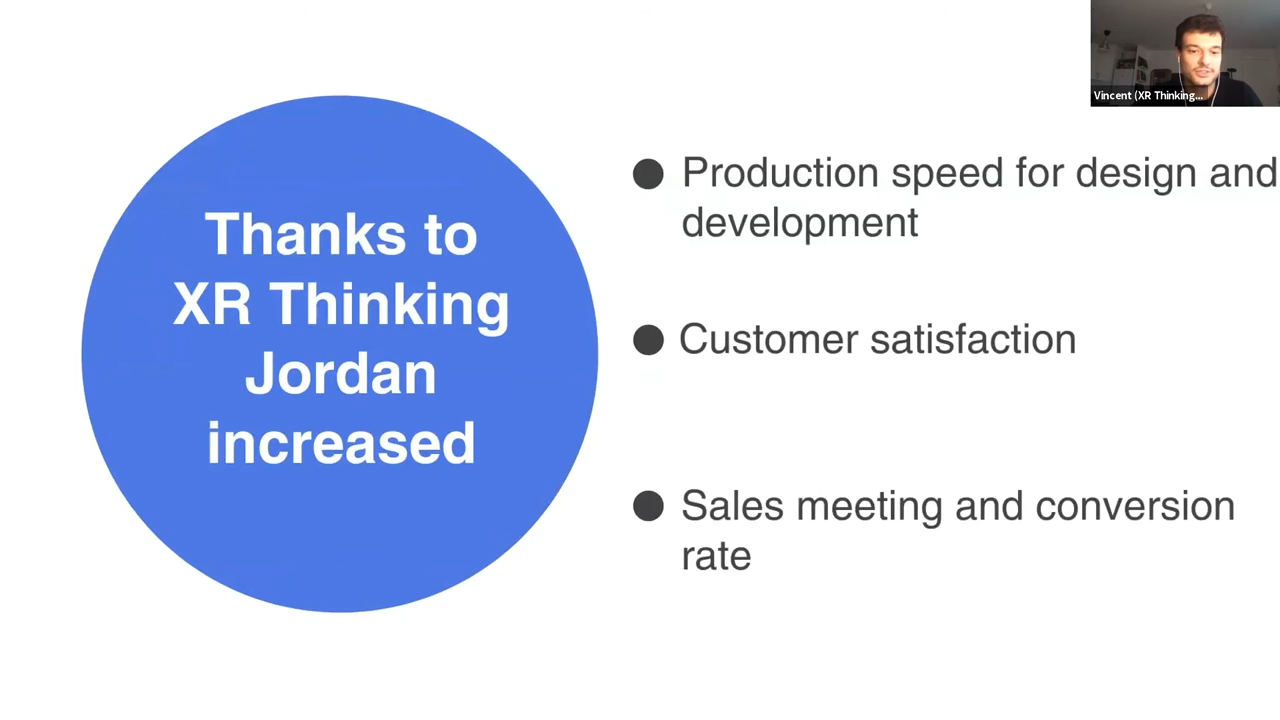 Thanks to
XR Thinking
Jordan
increased
Production speed for design and
development
Customer satisfaction
Sales meeting and conversion
rate
Vincent (XR Thinking...